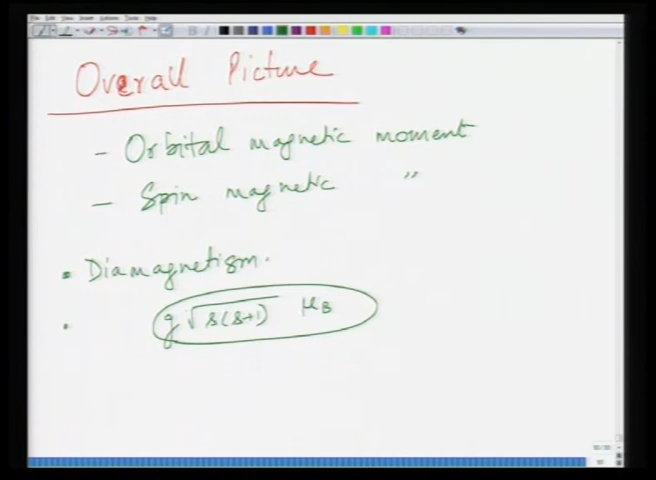 Overall Picture
- Orbital magnetic moment
- Spin magnetic "
• Diamagnetism.
• g√s(s+1) μB